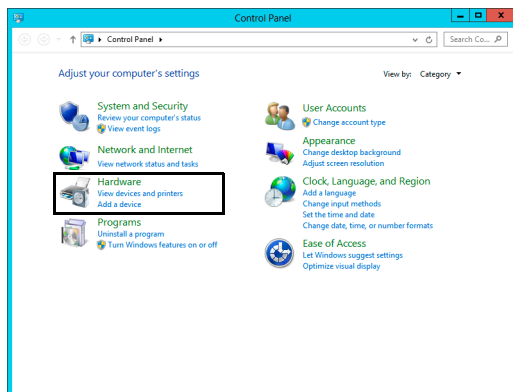 Control Panel
Control Panel
Search Co...
Adjust your computer's settings
View by: Category
System and Security
Review your computer's status
View event logs
Network and Internet
View network status and tasks
Hardware
View devices and printers
Add a device
Programs
Uninstall a program
Turn Windows features on or off
User Accounts
Change account type
Appearance
Change desktop background
Adjust screen resolution
Clock, Language, and Region
Add a language
Change input methods
Set the time and date
Change date, time, or number formats
Ease of Access
Let Windows suggest settings
Optimize visual display